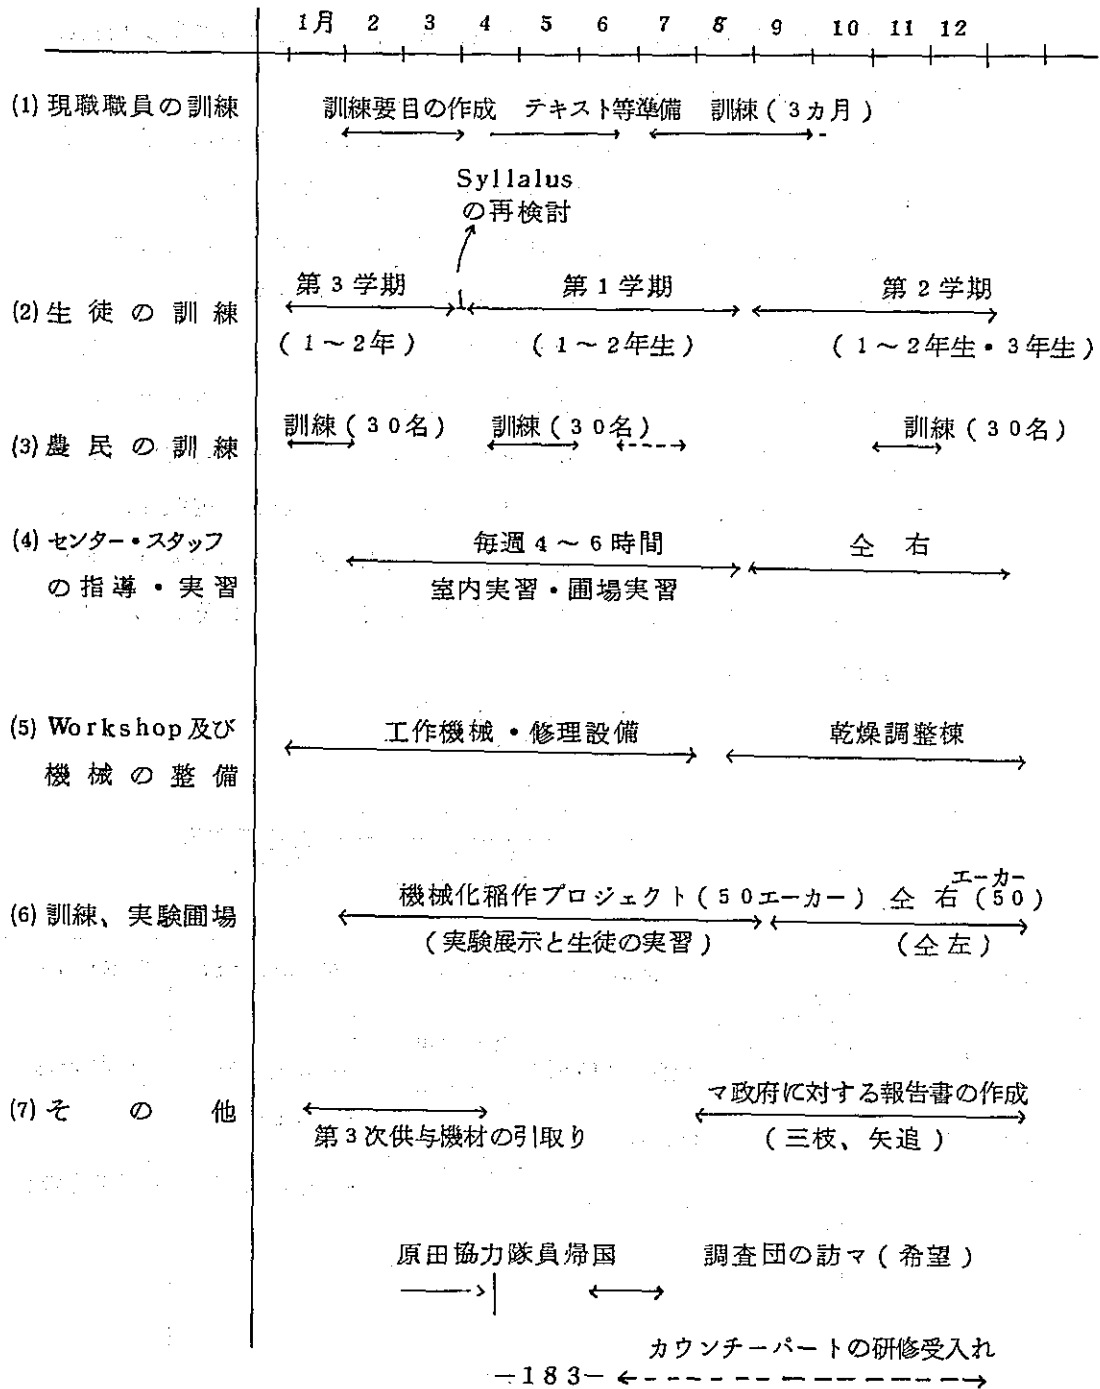 1月 2 3 4 5 6 7 8 9 10 11 12
(1) 現職職員の訓練
訓練要目の作成 テキスト等準備 訓練(3カ月)
Syllalus
の再検討
第3学期 第1学期 第2学期
(2) 生徒の訓練
(1～2年) (1～2年生) (1～2年生・3年生)
訓練(30名) 訓練(30名) 訓練(30名)
(3) 農民の訓練
(4) センター・スタッフ
の指導・実習
毎週4～6時間 仝右
室内実習・圃場実習
(5) Workshop及び
機械の整備
工作機械・修理設備 乾燥調整棟
エーカー
機械化稲作プロジェクト(50エーカー) 仝右(50)
(6) 訓練、実験圃場
(実験展示と生徒の実習) (仝左)
マ政府に対する報告書の作成
(7) その他
第3次供与機材の引取り (三枝、矢追)
原田協力隊員帰国 調査団の訪マ(希望)
カウンチーパートの研修受入れ
—183—